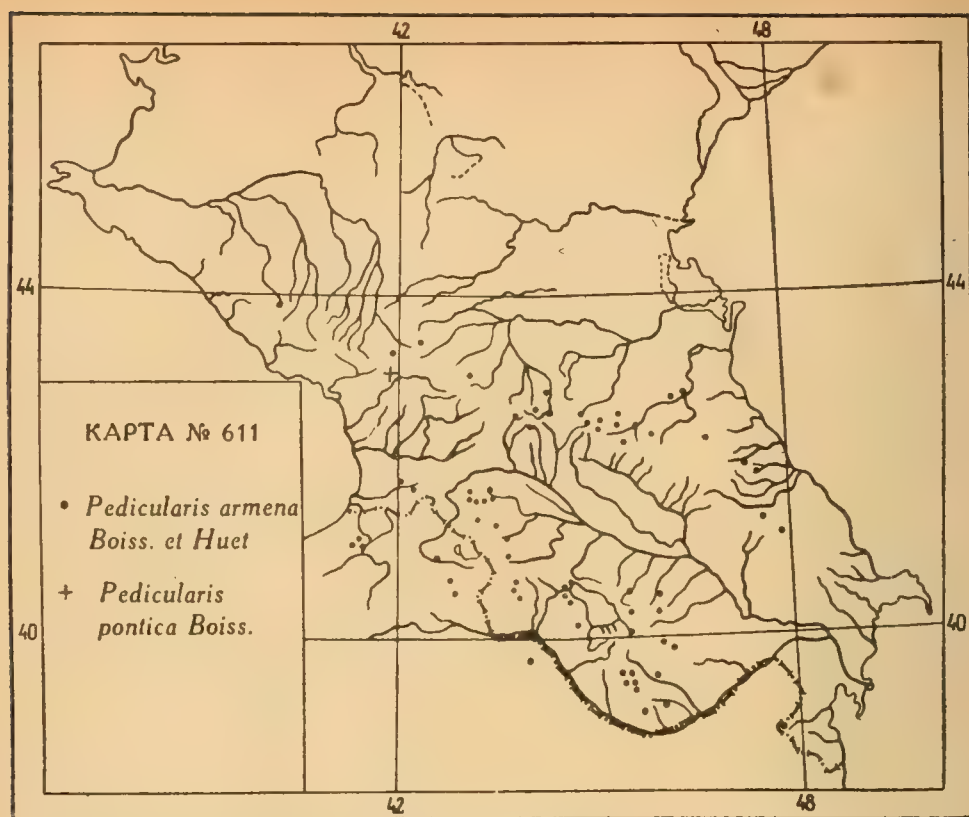 42 48
44 44
КАРТА № 611
• Pedicularis armena
Boiss. et Huet
+ Pedicularis
pontica Boiss.
40 40
42 48